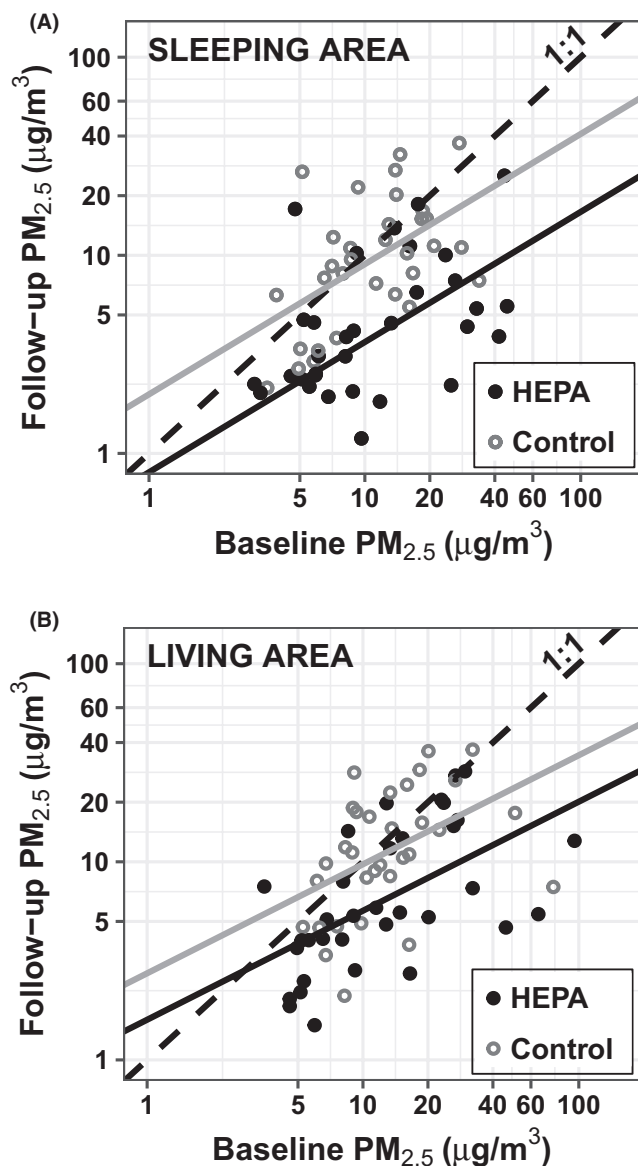 (A)
SLEEPING AREA
1:1
100
60
40
20
10
5
1
Follow−up PM2.5 (μg/m3)
HEPA
Control
1 5 10 20 40 60 100
Baseline PM2.5 (μg/m3)
(B)
LIVING AREA
1:1
100
60
40
20
10
5
1
Follow−up PM2.5 (μg/m3)
HEPA
Control
1 5 10 20 40 60 100
Baseline PM2.5 (μg/m3)